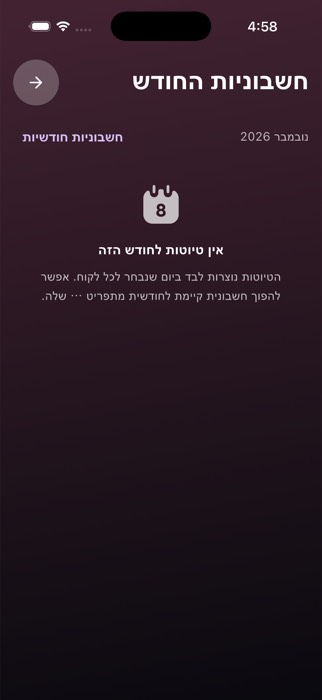 4:58
חשבוניות החודש
נובמבר 2026
חשבוניות חודשיות
8
אין טיוטות לחודש הזה
הטיוטות נוצרות לבד ביום שנבחר לכל לקוח. אפשר
להפוך חשבונית קיימת לחודשית מתפריט ··· שלה.